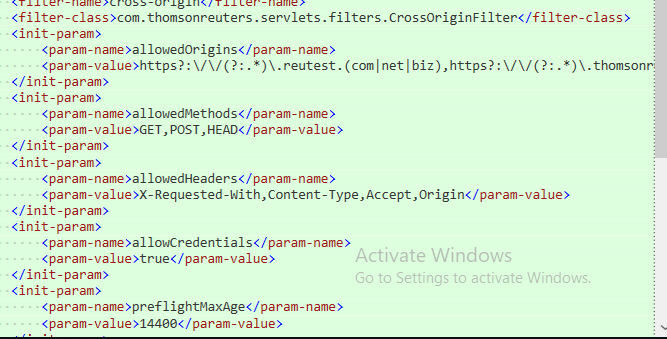 <filter-name>cross-origin</filter-name>
<filter-class>com.thomsonreuters.servlets.filters.CrossOriginFilter</filter-class>
<init-param>
<param-name>allowedOrigins</param-name>
<param-value>https?:\/\/(?:.*)\.reutest.(com|net|biz),https?:\/\/(?:.*)\.thomsonr
</init-param>
<init-param>
<param-name>allowedMethods</param-name>
<param-value>GET,POST,HEAD</param-value>
</init-param>
<init-param>
<param-name>allowedHeaders</param-name>
<param-value>X-Requested-With,Content-Type,Accept,Origin</param-value>
</init-param>
<init-param>
<param-name>allowCredentials</param-name>
<param-value>true</param-value>
</init-param>
<init-param>
<param-name>preflightMaxAge</param-name>
<param-value>14400</param-value>
</init-param>
Activate Windows
Go to Settings to activate Windows.